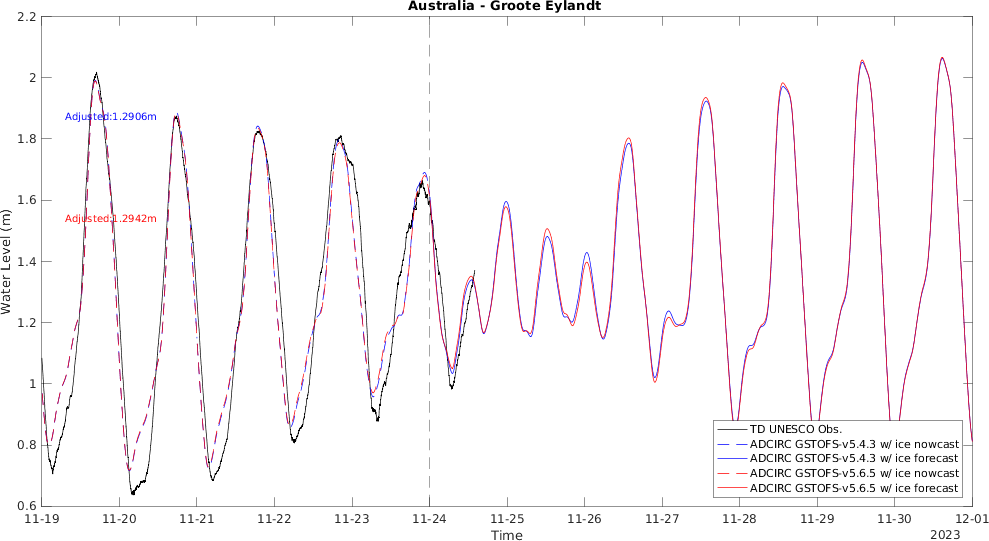 Australia - Groote Eylandt
2.2
2
1.8
1.6
1.4
1.2
1
0.8
0.6
Water Level (m)
Adjusted:1.2906m
Adjusted:1.2942m
TD UNESCO Obs.
ADCIRC GSTOFS-v5.4.3 w/ ice nowcast
ADCIRC GSTOFS-v5.4.3 w/ ice forecast
ADCIRC GSTOFS-v5.6.5 w/ ice nowcast
ADCIRC GSTOFS-v5.6.5 w/ ice forecast
11-19 11-20 11-21 11-22 11-23 11-24 11-25 11-26 11-27 11-28 11-29 11-30 12-01
Time
2023